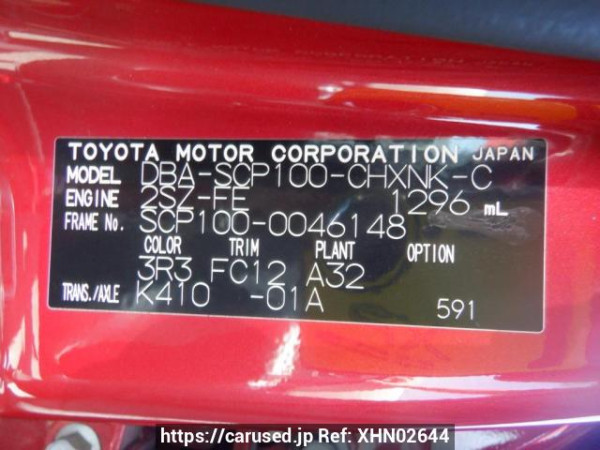 TOYOTA MOTOR CORPORATION JAPAN
MODEL DBA-SCP100-CHXNK-C
ENGINE 2SZ-FE 1296 mL
FRAME No. SCP100-0046148
COLOR TRIM PLANT OPTION
3R3 FC12 A32
TRANS./AXLE K410 -01A 591
https://carused.jp Ref: XHN02644